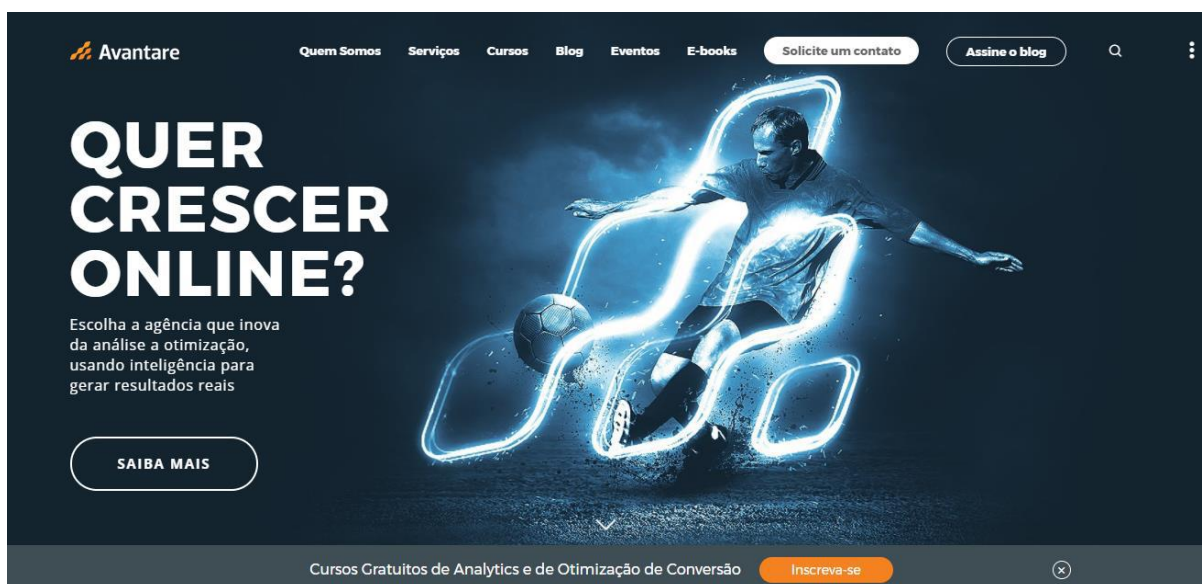 Avantare
Quem Somos Serviços Cursos Blog Eventos E-books Solicite um contato Assine o blog
QUER
CRESCER
ONLINE?
Escolha a agência que inova
da análise a otimização,
usando inteligência para
gerar resultados reais
SAIBA MAIS
Cursos Gratuitos de Analytics e de Otimização de Conversão Inscreva-se